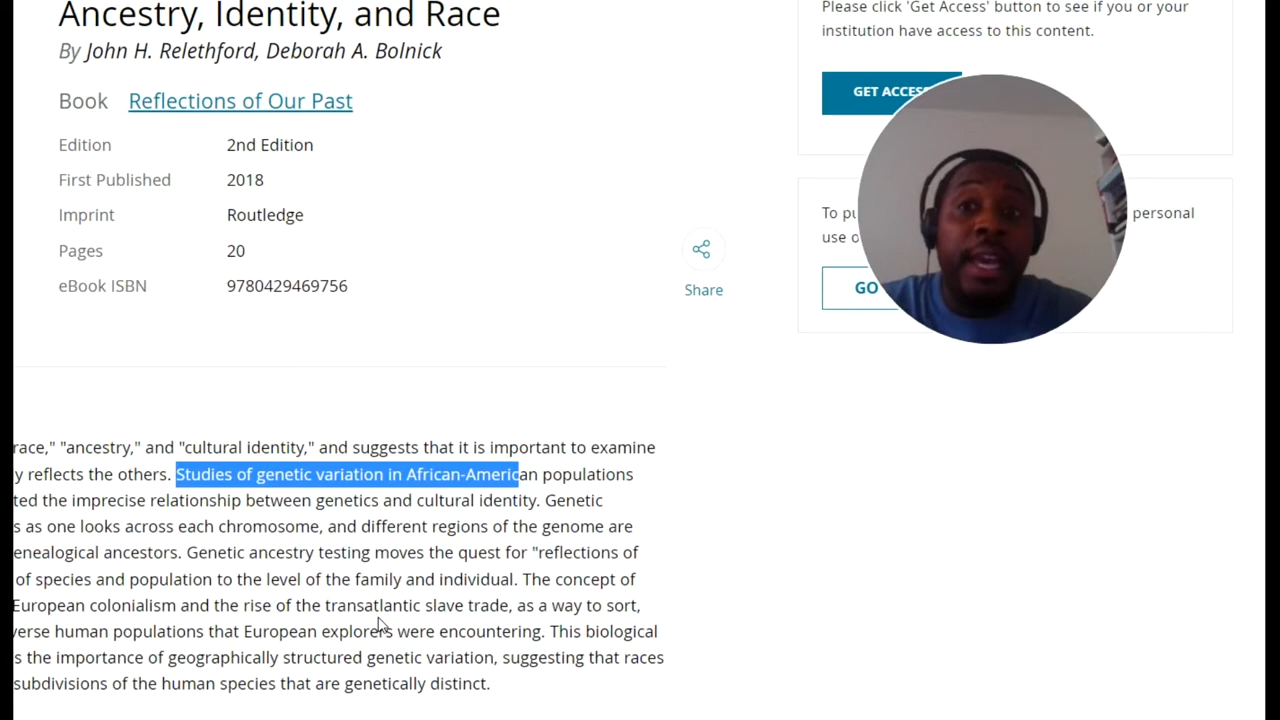 Ancestry, Identity, and Race
By John H. Relethford, Deborah A. Bolnick
Book Reflections of Our Past
Edition 2nd Edition
First Published 2018
Imprint Routledge
Pages 20
eBook ISBN 9780429469756
Share
Please click 'Get Access' button to see if you or your
institution have access to this content.
GET ACCESS
To personal
use
GO
race," "ancestry," and "cultural identity," and suggests that it is important to examine
y reflects the others. Studies of genetic variation in African-American populations
ted the imprecise relationship between genetics and cultural identity. Genetic
s as one looks across each chromosome, and different regions of the genome are
enealogical ancestors. Genetic ancestry testing moves the quest for "reflections of
of species and population to the level of the family and individual. The concept of
European colonialism and the rise of the transatlantic slave trade, as a way to sort,
verse human populations that European explorers were encountering. This biological
s the importance of geographically structured genetic variation, suggesting that races
subdivisions of the human species that are genetically distinct.